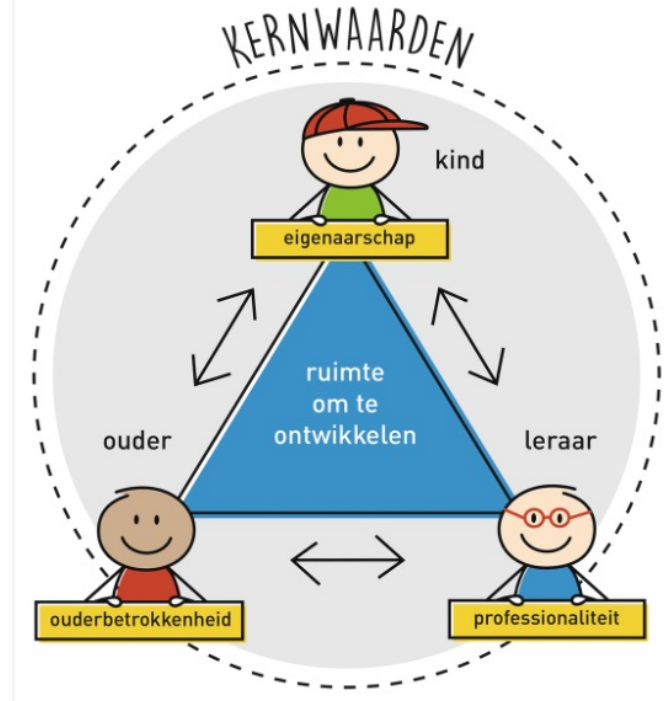 KERNWAARDEN
kind
eigenaarschap
ruimte
om te
ontwikkelen
ouder
leraar
ouderbetrokkenheid
professionaliteit